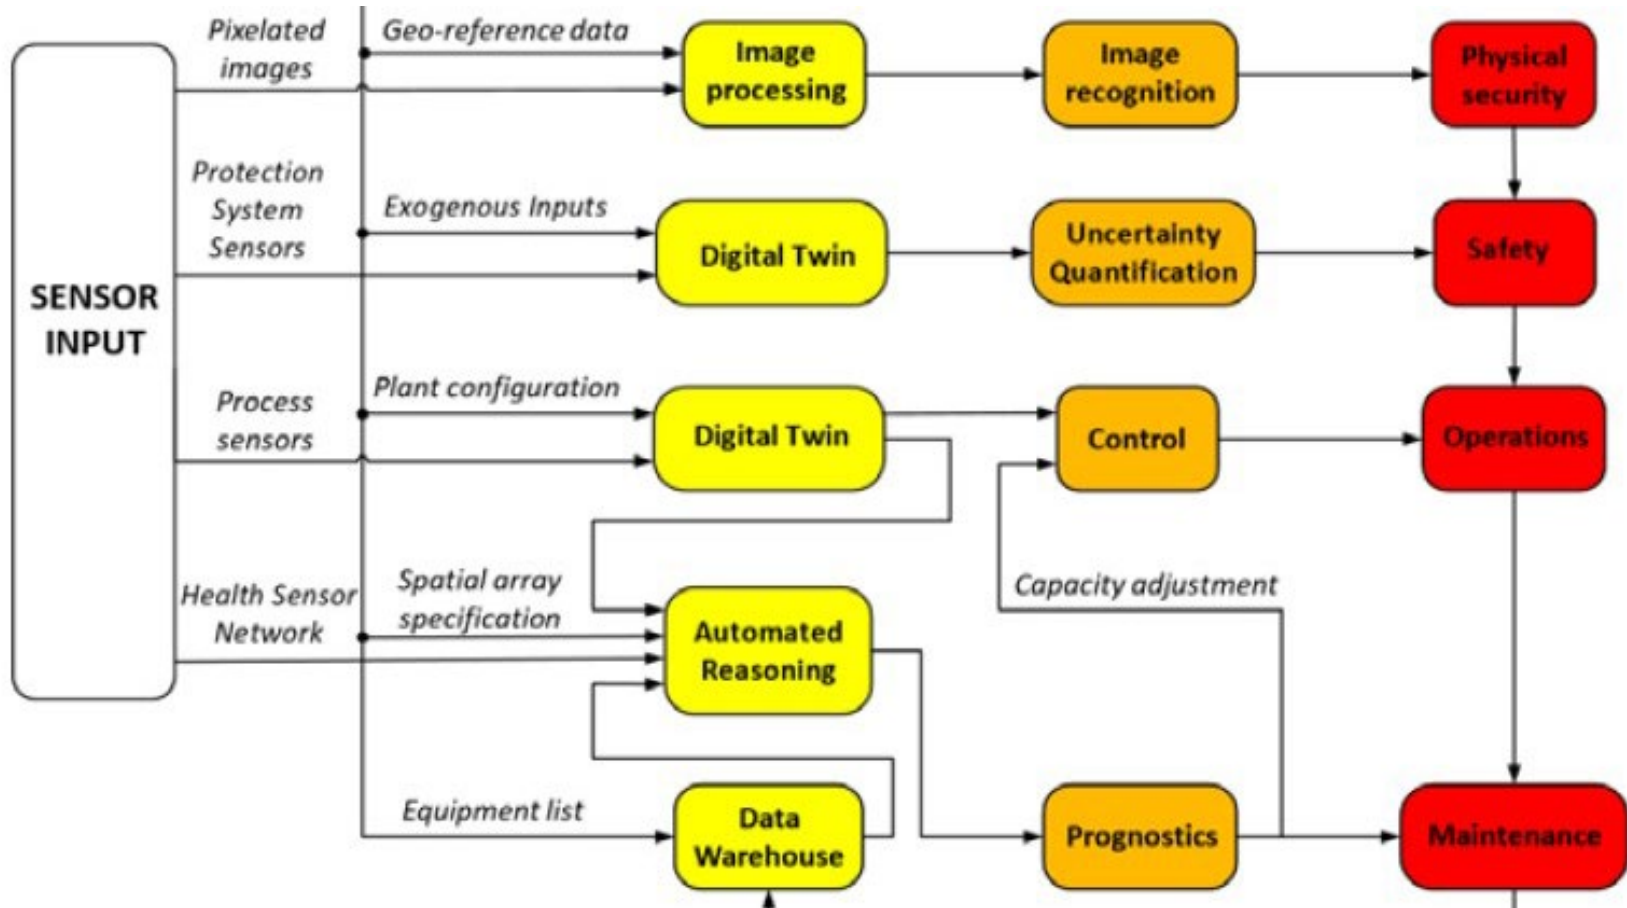 Pixelated
images
Geo-reference data
Image
processing
Image
recognition
Physical
security
Protection
System
Sensors
Exogenous Inputs
Digital Twin
Uncertainty
Quantification
Safety
SENSOR
INPUT
Process
sensors
Plant configuration
Digital Twin
Control
Operations
Health Sensor
Network
Spatial array
specification
Automated
Reasoning
Capacity adjustment
Equipment list
Data
Warehouse
Prognostics
Maintenance